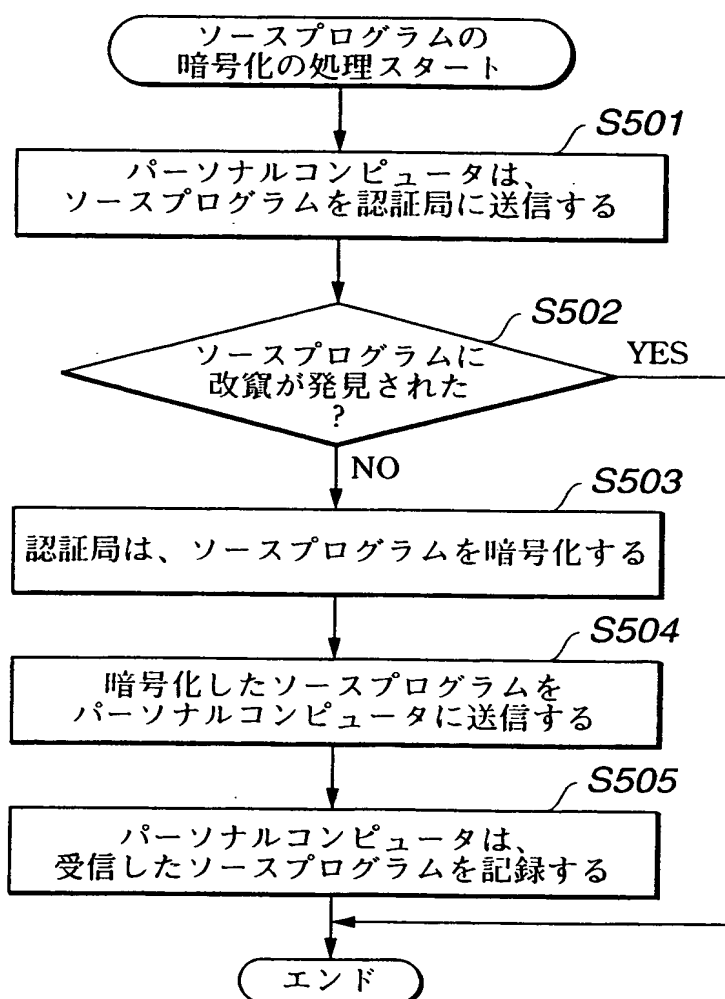 ソースプログラムの
暗号化の処理スタート
S501
パーソナルコンピュータは、
ソースプログラムを認証局に送信する
S502
ソースプログラムに
改竄が発見された
?
YES
NO
S503
認証局は、ソースプログラムを暗号化する
S504
暗号化したソースプログラムを
パーソナルコンピュータに送信する
S505
パーソナルコンピュータは、
受信したソースプログラムを記録する
エンド